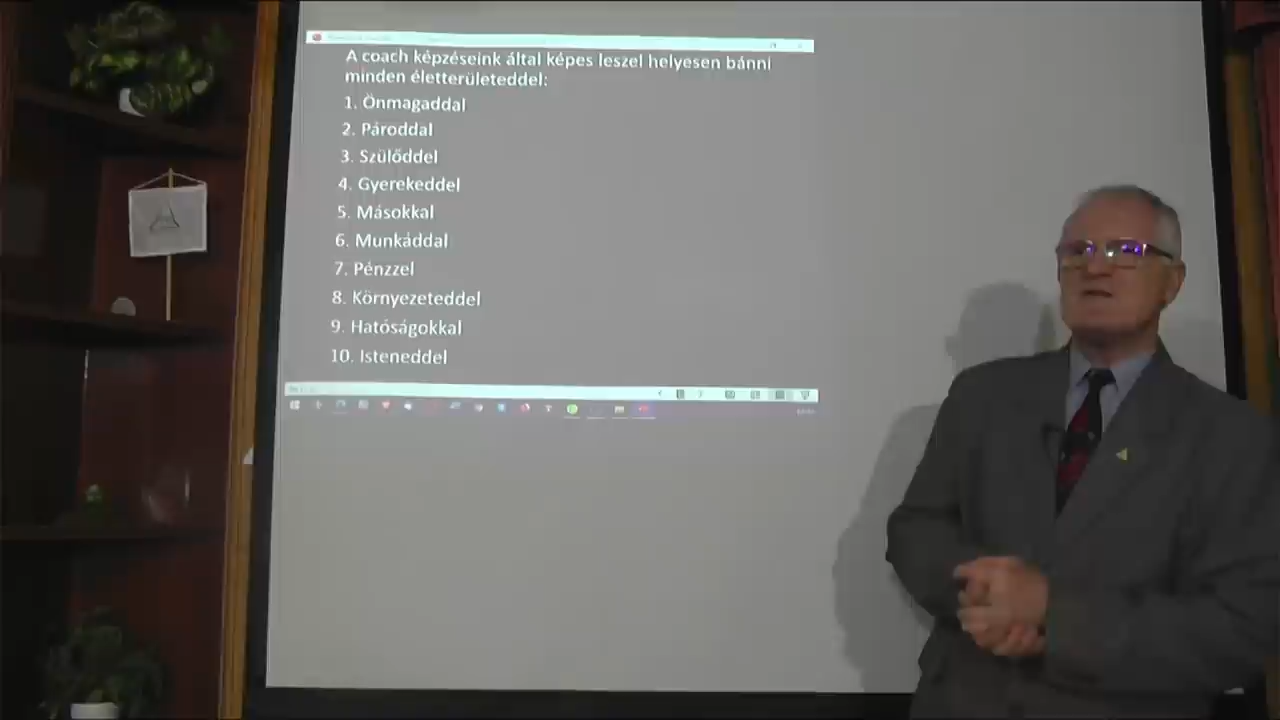 A coach képzéseink által képes leszel helyesen bánni
minden életterületeddel:
1. Önmagaddal
2. Pároddal
3. Szülőddel
4. Gyerekeddel
5. Másokkal
6. Munkáddal
7. Pénzzel
8. Környezeteddel
9. Hatóságokkal
10. Isteneddel